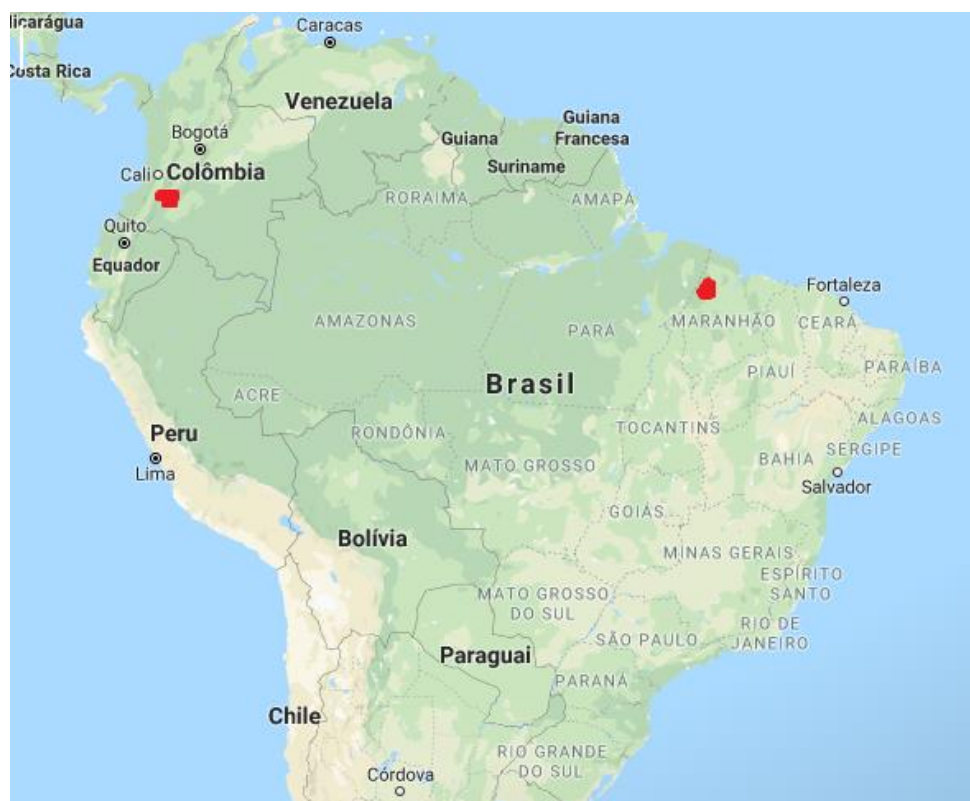 licarágua
Caracas
Costa Rica
Venezuela
Guiana
Francesa
Bogotá
Guiana
Suriname
Cali
Colômbia
RORAIMA
AMAPÁ
Quito
Equador
Fortaleza
AMAZONAS
PARÁ
MARANHÃO
CEARÁ
PIAUÍ
PARAÍBA
Brasil
ACRE
ALAGOAS
Peru
RONDÔNIA
TOCANTINS
SERGIPE
BAHIA
Lima
MATO GROSSO
Salvador
GOIÁS
Bolívia
MINAS GERAIS
ESPÍRITO
SANTO
MATO GROSSO
DO SUL
RIO DE
JANEIRO
SÃO PAULO
Paraguai
PARANÁ
Chile
RIO GRANDE
DO SUL
Córdova